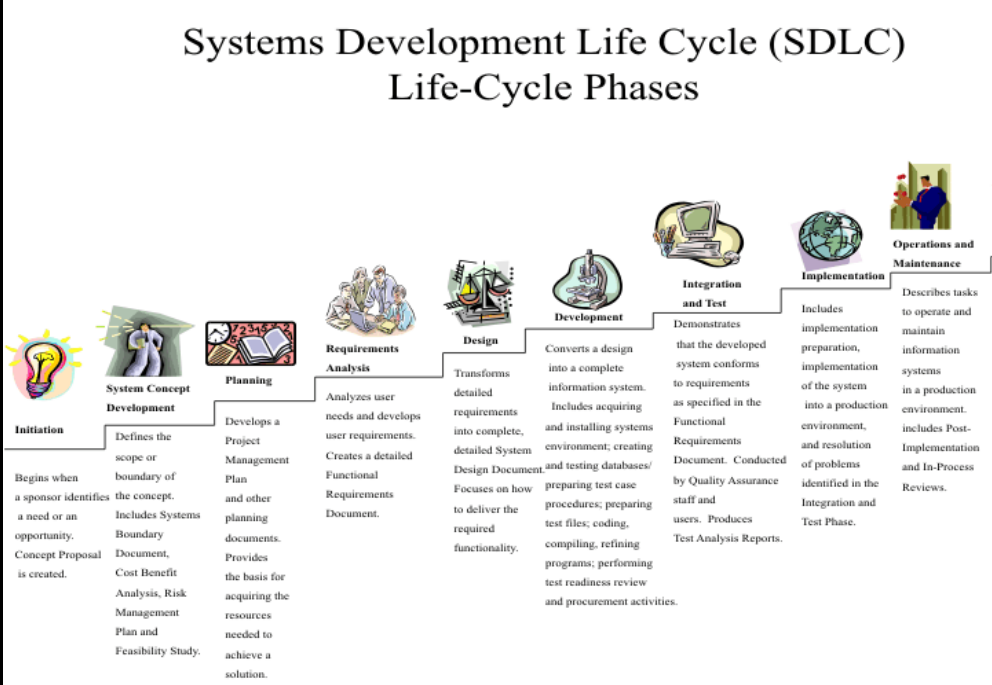 Systems Development Life Cycle (SDLC)
Life-Cycle Phases
Initiation
Begins when
a sponsor identifies
a need or an
opportunity.
Concept Proposal
is created.
System Concept
Development
Defines the
scope or
boundary of
the concept.
Includes Systems
Boundary
Document,
Cost Benefit
Analysis, Risk
Management
Plan and
Feasibility Study.
Planning
Develops a
Project
Management
Plan
and other
planning
documents.
Provides
the basis for
acquiring the
resources
needed to
achieve a
solution.
Requirements
Analysis
Analyzes user
needs and develops
user requirements.
Creates a detailed
Functional
Requirements
Document.
Design
Transforms
detailed
requirements
into complete,
detailed System
Design Document.
Focuses on how
to deliver the
required
functionality.
Development
Converts a design
into a complete
information system.
Includes acquiring
and installing systems
environment; creating
and testing databases/
preparing test case
procedures; preparing
test files; coding,
compiling, refining
programs; performing
test readiness review
and procurement activities.
Integration
and Test
Demonstrates
that the developed
system conforms
to requirements
as specified in the
Functional
Requirements
Document. Conducted
by Quality Assurance
staff and
users. Produces
Test Analysis Reports.
Implementation
Includes
implementation
preparation,
implementation
of the system
into a production
environment,
and resolution
of problems
identified in the
Integration and
Test Phase.
Operations and
Maintenance
Describes tasks
to operate and
maintain
information
systems
in a production
environment.
includes Post-
Implementation
and In-Process
Reviews.